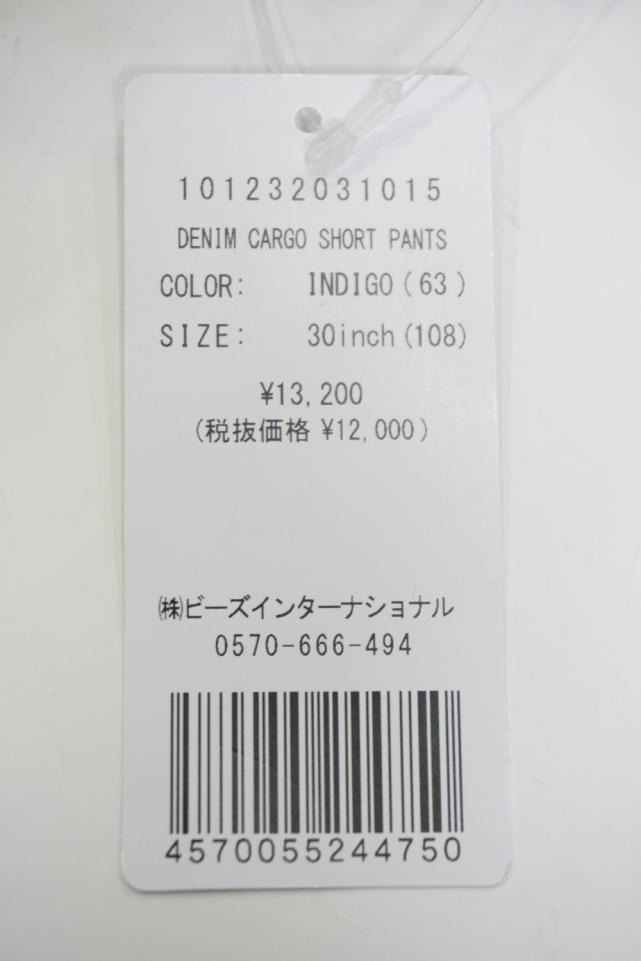 101232031015
DENIM CARGO SHORT PANTS
COLOR: INDIGO(63)
SIZE: 30inch(108)
¥13,200
(税抜価格 ¥12,000)
㈱ビーズインターナショナル
0570-666-494
4570055244750